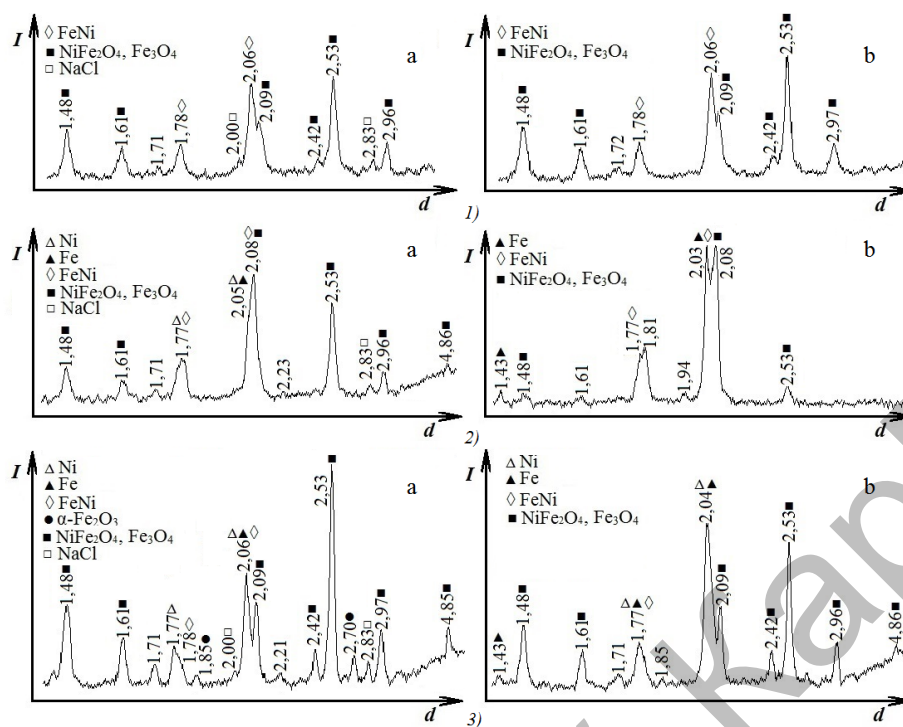 I
◊ FeNi
■ NiFe₂O₄, Fe₃O₄
□ NaCl
a
1,48■
1,61■
1,71
1,78◊
2,00□
2,06◊
2,09■
2,42■
2,53■
2,83□
2,96■
d
I
◊ FeNi
■ NiFe₂O₄, Fe₃O₄
b
1,48■
1,61■
1,72
1,78◊
2,06◊
2,09■
2,42■
2,53■
2,97■
d
1)
I
△ Ni
▲ Fe
◊ FeNi
■ NiFe₂O₄, Fe₃O₄
□ NaCl
a
1,48■
1,61■
1,71
△◊
1,77
△▲
2,05
◊■
2,08
2,23
2,53■
2,83□
2,96■
4,86■
d
I
▲ Fe
◊ FeNi
■ NiFe₂O₄, Fe₃O₄
b
1,43▲
1,48■
1,61
1,77◊
1,81
1,94
▲◊■
2,03
2,08
2,53■
d
2)
I
△ Ni
▲ Fe
◊ FeNi
● α-Fe₂O₃
■ NiFe₂O₄, Fe₃O₄
□ NaCl
a
1,48■
1,61■
1,71
1,77△
1,78◊
1,85●
2,00□
△▲◊
2,06
2,09■
2,21
2,42■
2,53■
2,70●
2,83□
2,97■
4,85■
d
I
△ Ni
▲ Fe
◊ FeNi
■ NiFe₂O₄, Fe₃O₄
b
1,43▲
1,48■
1,61■
1,71
△▲◊
1,77
1,85
△▲
2,04
2,09■
2,42■
2,53■
2,96■
4,86■
d
3)